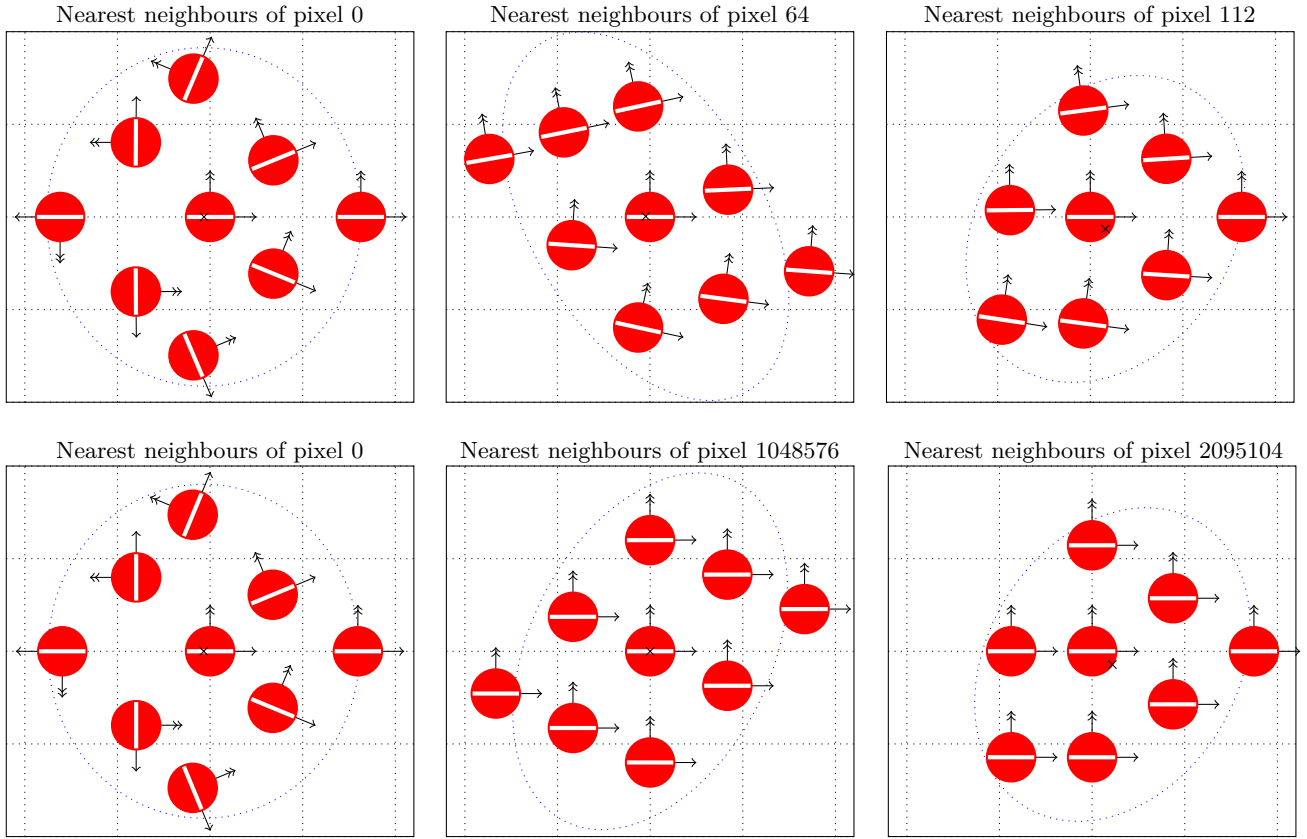 Nearest neighbours of pixel 0
Nearest neighbours of pixel 64
Nearest neighbours of pixel 112
Nearest neighbours of pixel 0
Nearest neighbours of pixel 1048576
Nearest neighbours of pixel 2095104